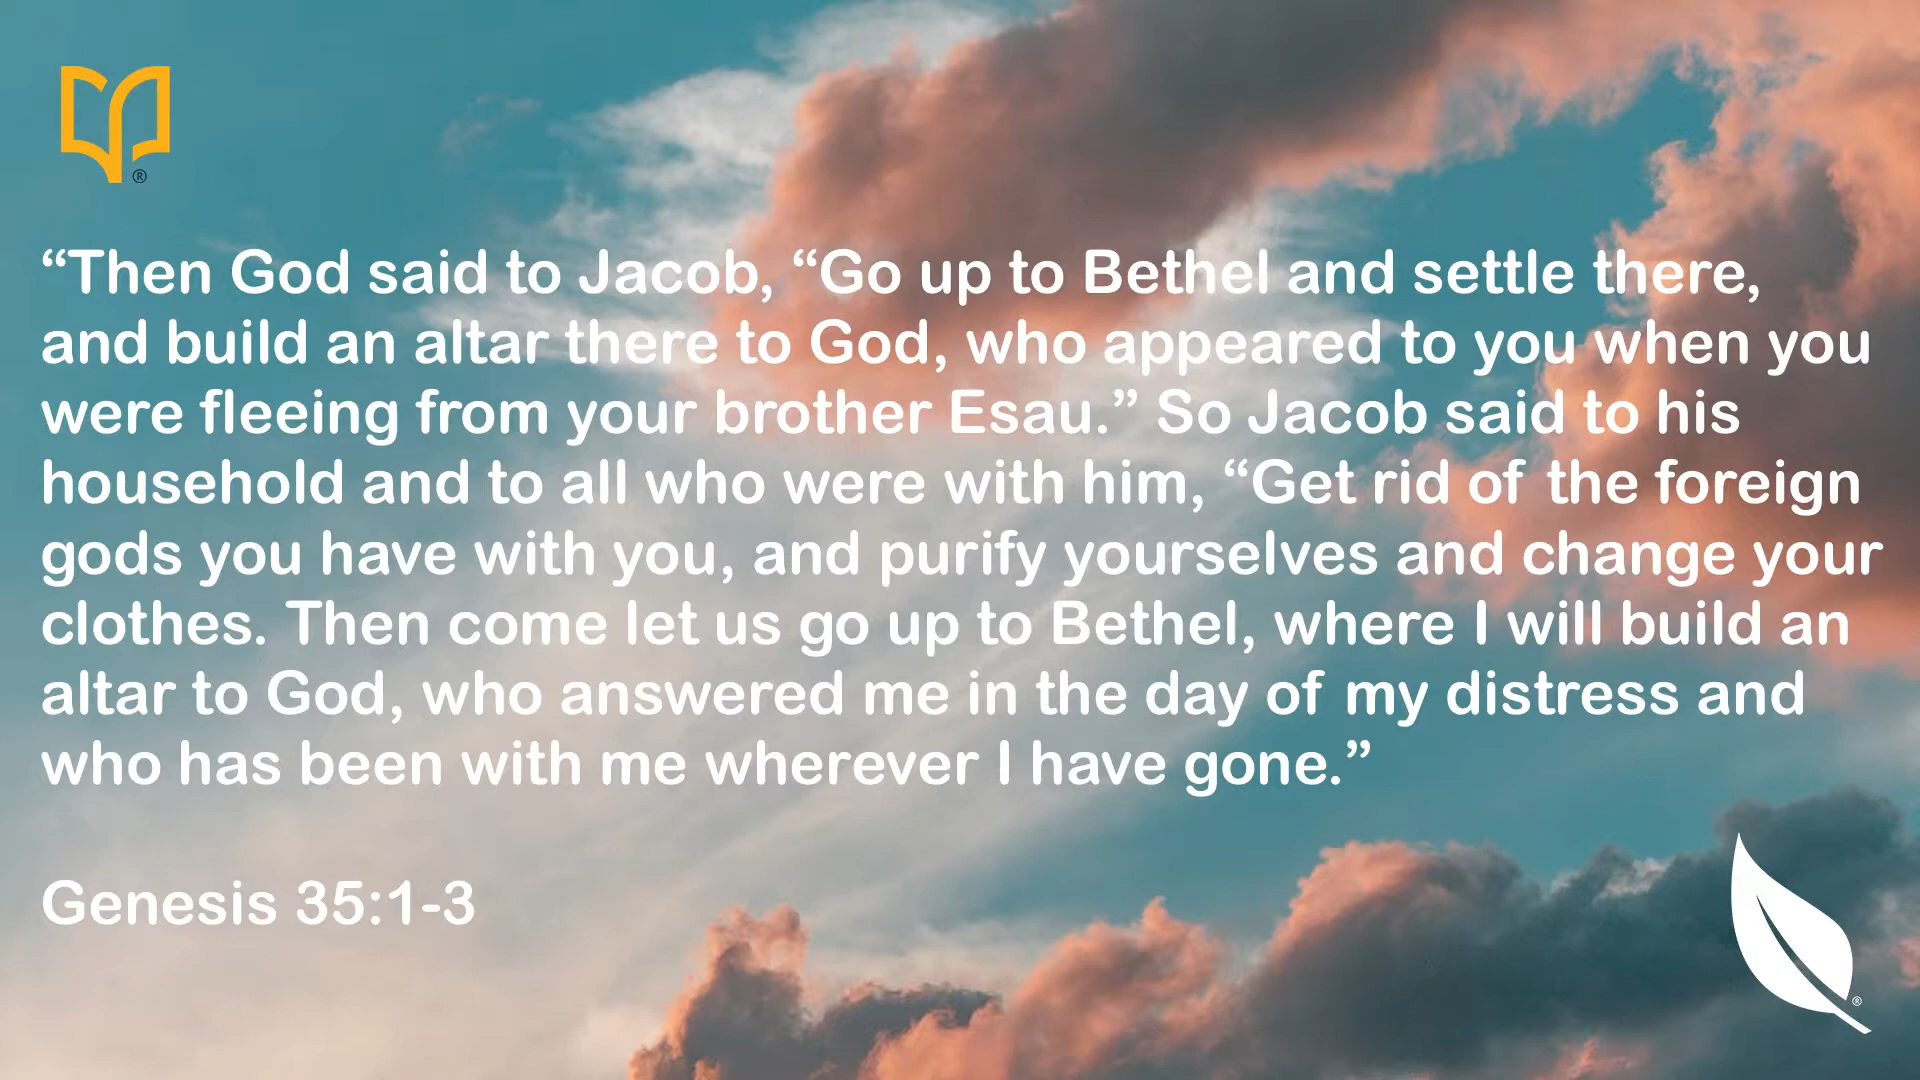 ®
“Then God said to Jacob, “Go up to Bethel and settle there,
and build an altar there to God, who appeared to you when you
were fleeing from your brother Esau.” So Jacob said to his
household and to all who were with him, “Get rid of the foreign
gods you have with you, and purify yourselves and change your
clothes. Then come let us go up to Bethel, where I will build an
altar to God, who answered me in the day of my distress and
who has been with me wherever I have gone.”
Genesis 35:1-3
®